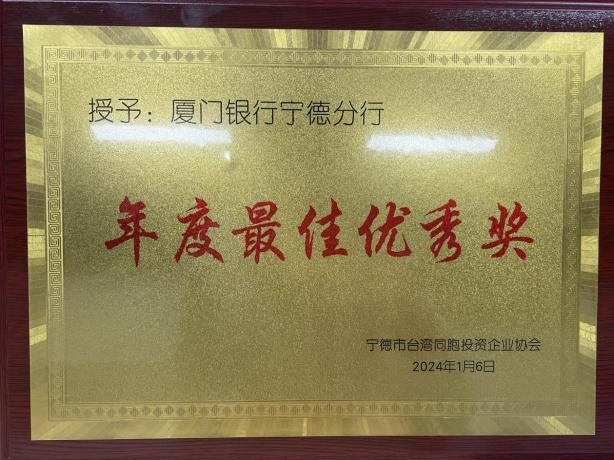 授予：厦门银行宁德分行
年度最佳优秀奖
宁德市台湾同胞投资企业协会
2024年1月6日